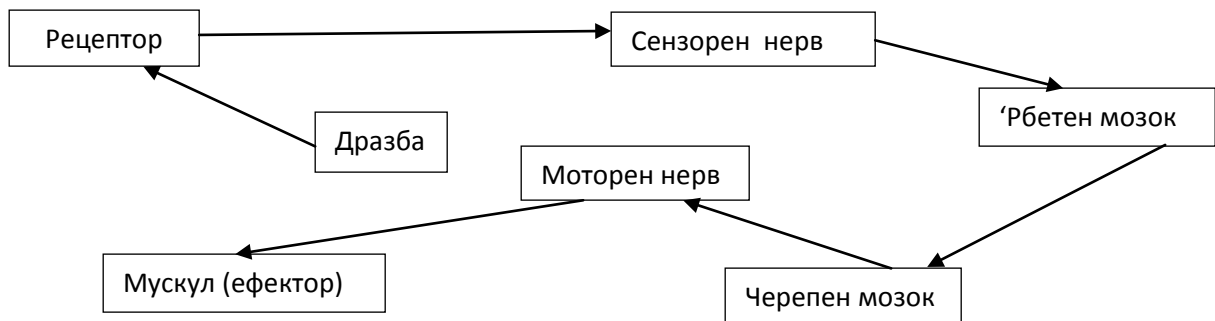 Рецептор
Сензорен нерв
‘Рбетен мозок
Дразба
Моторен нерв
Мускул (ефектор)
Черепен мозок